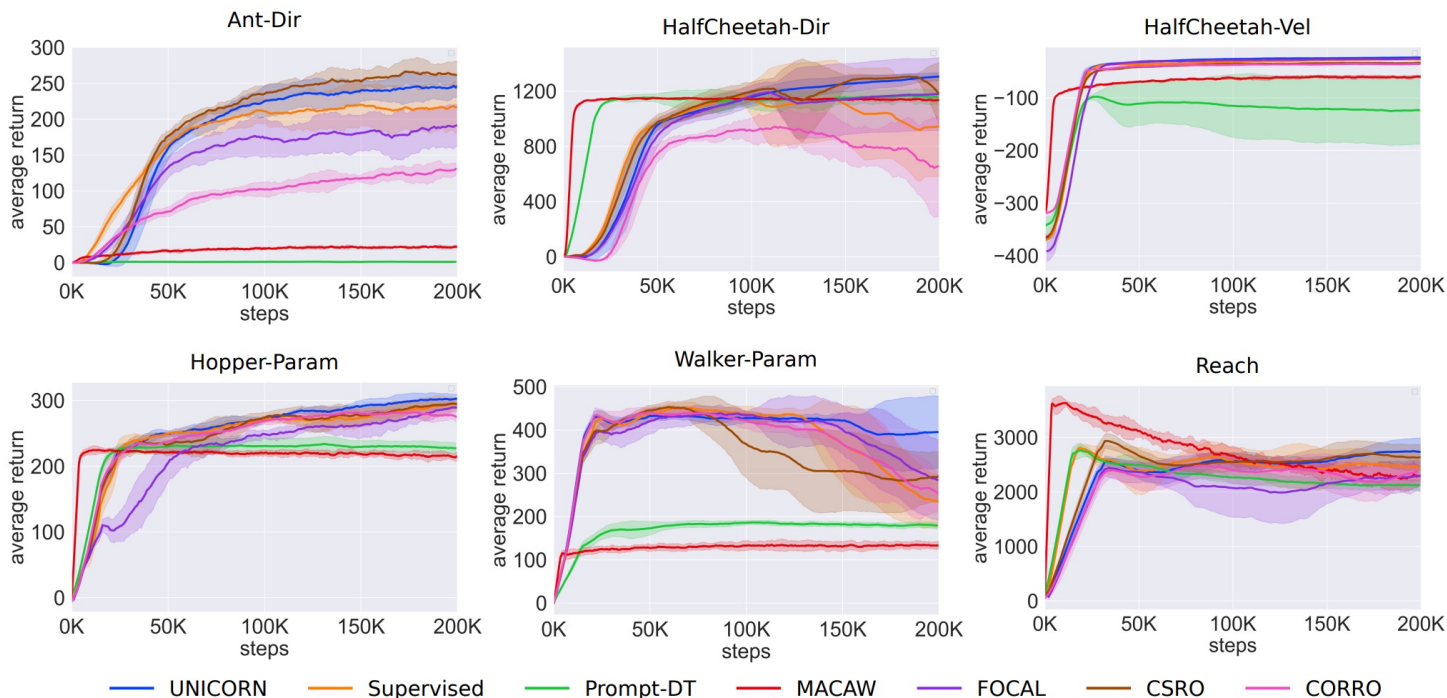 Ant-Dir
300
250
200
150
100
50
0
average return
0K 50K 100K 150K 200K
steps
HalfCheetah-Dir
1200
800
400
0
average return
0K 50K 100K 150K 200K
steps
HalfCheetah-Vel
−100
−200
−300
−400
average return
0K 50K 100K 150K 200K
steps
Hopper-Param
300
200
100
0
average return
0K 50K 100K 150K 200K
steps
Walker-Param
500
400
300
200
100
0
average return
0K 50K 100K 150K 200K
steps
Reach
3000
2000
1000
0
average return
0K 50K 100K 150K 200K
steps
UNICORN Supervised Prompt-DT MACAW FOCAL CSRO CORRO